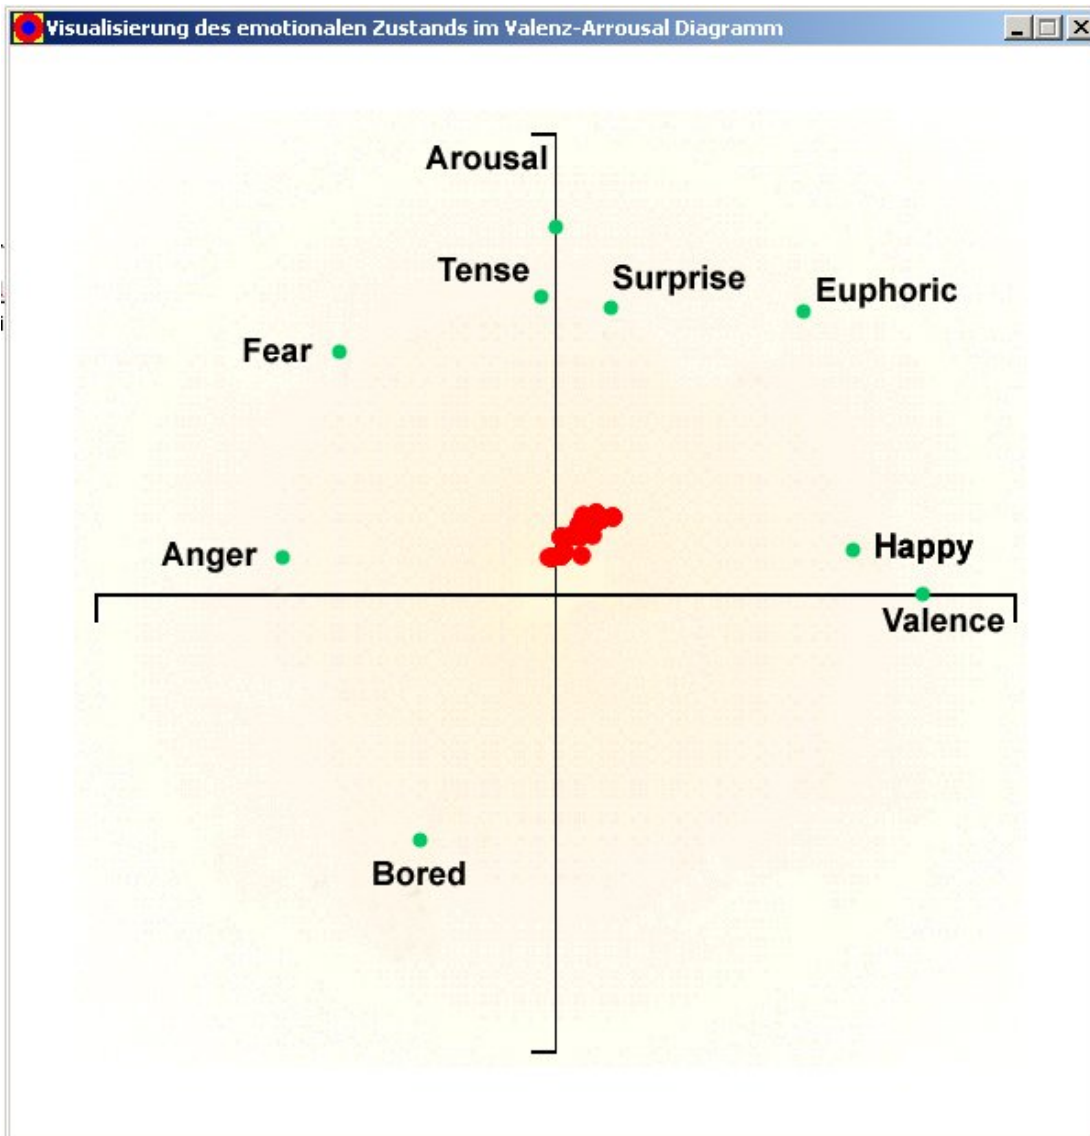 Visualisierung des emotionalen Zustands im Valenz-Arrousal Diagramm
Arousal
Tense
Surprise
Euphoric
Fear
Anger
Happy
Valence
Bored